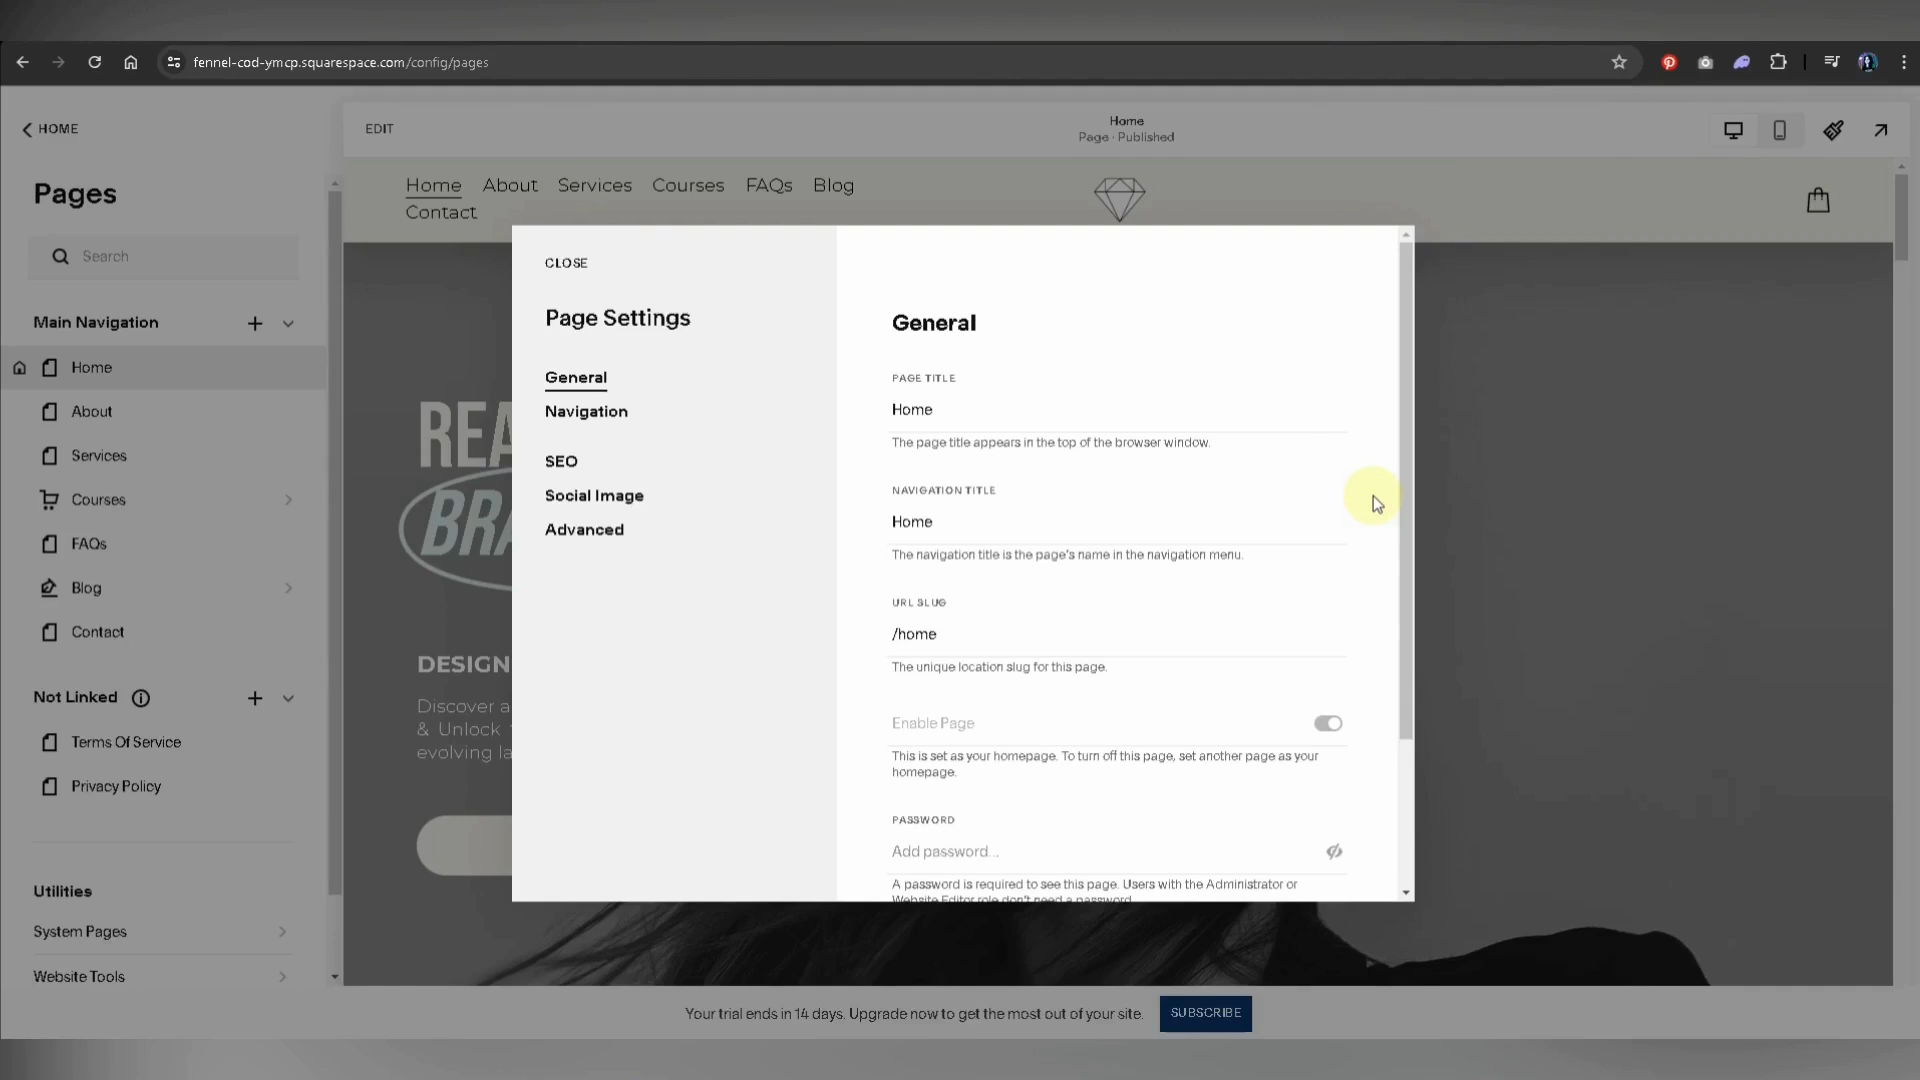 fennel-cod-ymcp.squarespace.com/config/pages
HOME
EDIT
Home
Page · Published
Pages
Search
Home About Services Courses FAQs Blog
Contact
Main Navigation
Home
About
Services
Courses
FAQs
Blog
Contact
Not Linked
Terms Of Service
Privacy Policy
Utilities
System Pages
Website Tools
CLOSE
Page Settings
General
Navigation
SEO
Social Image
Advanced
General
PAGE TITLE
Home
The page title appears in the top of the browser window.
NAVIGATION TITLE
Home
The navigation title is the page's name in the navigation menu.
URL SLUG
/home
The unique location slug for this page.
Enable Page
This is set as your homepage. To turn off this page, set another page as your
homepage.
PASSWORD
Add password...
A password is required to see this page. Users with the Administrator or
Website Editor role don't need a password.
REA
BRA
DESIGN
Discover a
& Unlock
evolving la
Your trial ends in 14 days. Upgrade now to get the most out of your site.
SUBSCRIBE